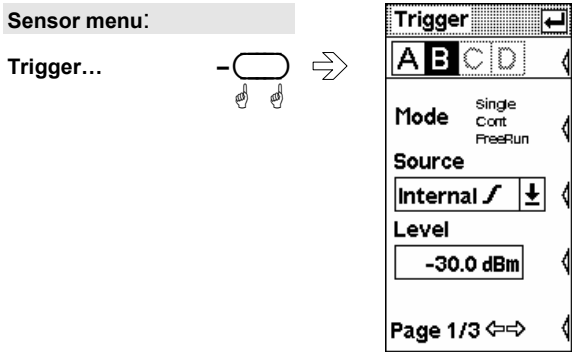 Sensor menu:
Trigger…
Trigger
A B C D
Mode
Single
Cont
FreeRun
Source
Internal
Level
-30.0 dBm
Page 1/3